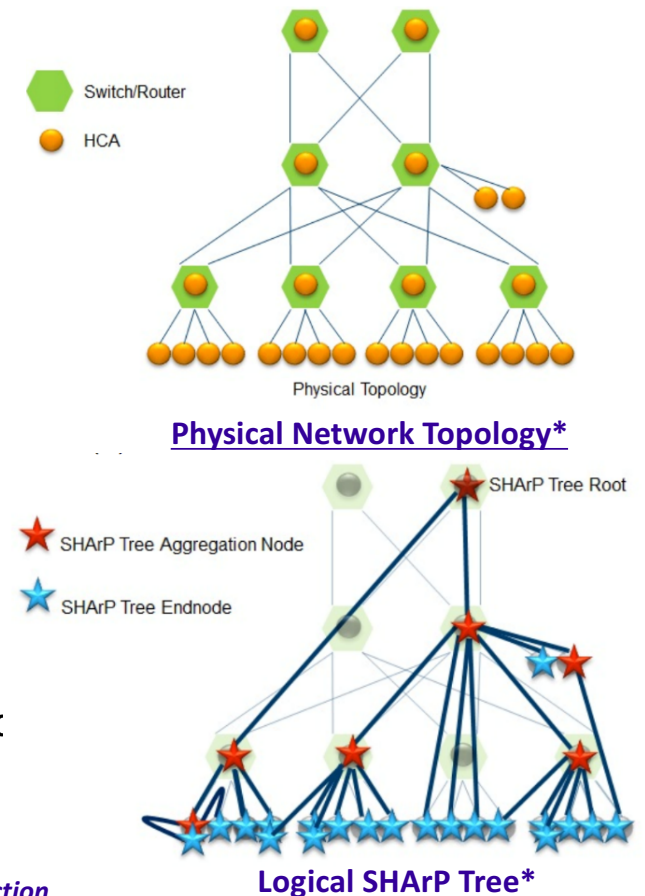 Switch/Router
HCA
Physical Topology
Physical Network Topology*
SHArP Tree Root
SHArP Tree Aggregation Node
SHArP Tree Endnode
Logical SHArP Tree*